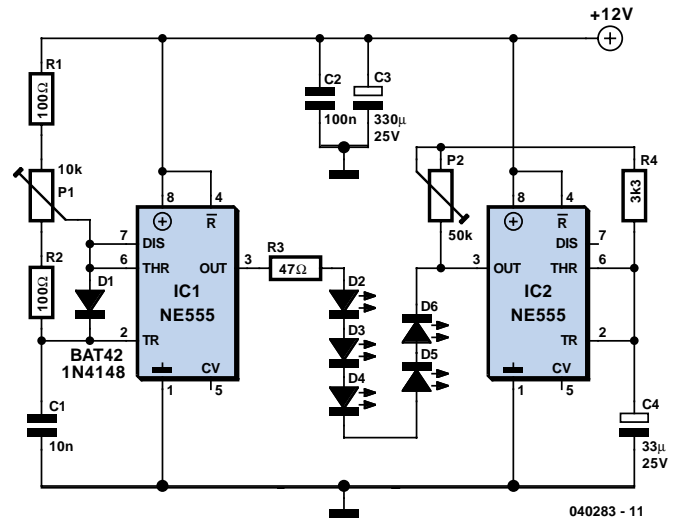 +12V
R1
100Ω
10k
P1
R2
100Ω
D1
BAT42
1N4148
C1
10n
8
4
7
DIS
R
6
THR
OUT
3
IC1
NE555
2
TR
CV
1
5
R3
47Ω
C2
100n
C3
330µ
25V
D2
D3
D4
D6
D5
P2
50k
R4
3k3
8
4
R
DIS
7
3
OUT
THR
6
IC2
NE555
TR
2
CV
1
5
C4
33µ
25V
040283 - 11